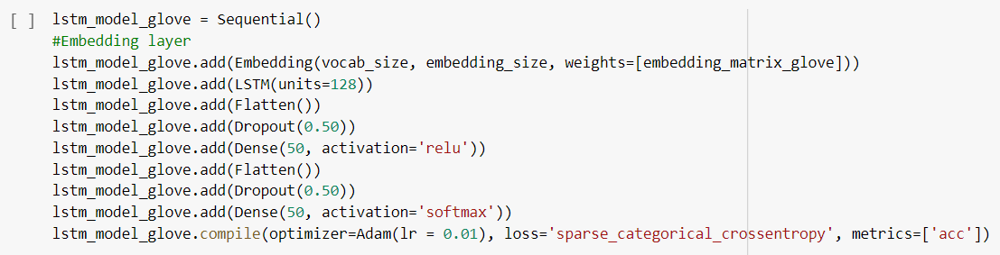 [ ] lstm_model_glove = Sequential()
#Embedding layer
lstm_model_glove.add(Embedding(vocab_size, embedding_size, weights=[embedding_matrix_glove]))
lstm_model_glove.add(LSTM(units=128))
lstm_model_glove.add(Flatten())
lstm_model_glove.add(Dropout(0.50))
lstm_model_glove.add(Dense(50, activation='relu'))
lstm_model_glove.add(Flatten())
lstm_model_glove.add(Dropout(0.50))
lstm_model_glove.add(Dense(50, activation='softmax'))
lstm_model_glove.compile(optimizer=Adam(lr = 0.01), loss='sparse_categorical_crossentropy', metrics=['acc'])